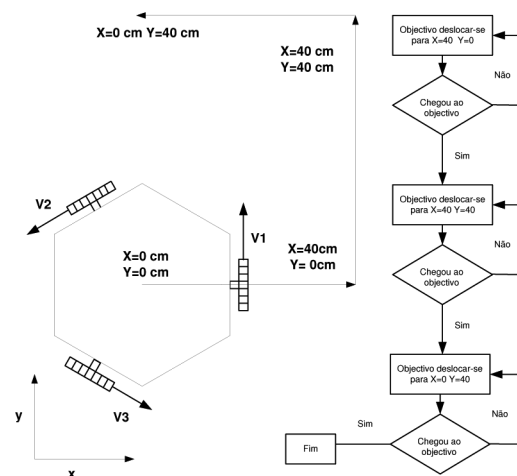 X=0 cm Y=40 cm
X=40 cm
Y=40 cm
V2
V1
X=0 cm
Y=0 cm
X=40cm
Y= 0cm
V3
y
x
Objectivo deslocar-se
para X=40 Y=0
Não
Chegou ao
objectivo
Sim
Objectivo deslocar-se
para X=40 Y=40
Não
Chegou ao
objectivo
Sim
Objectivo deslocar-se
para X=0 Y=40
Sim
Não
Chegou ao
objectivo
Fim